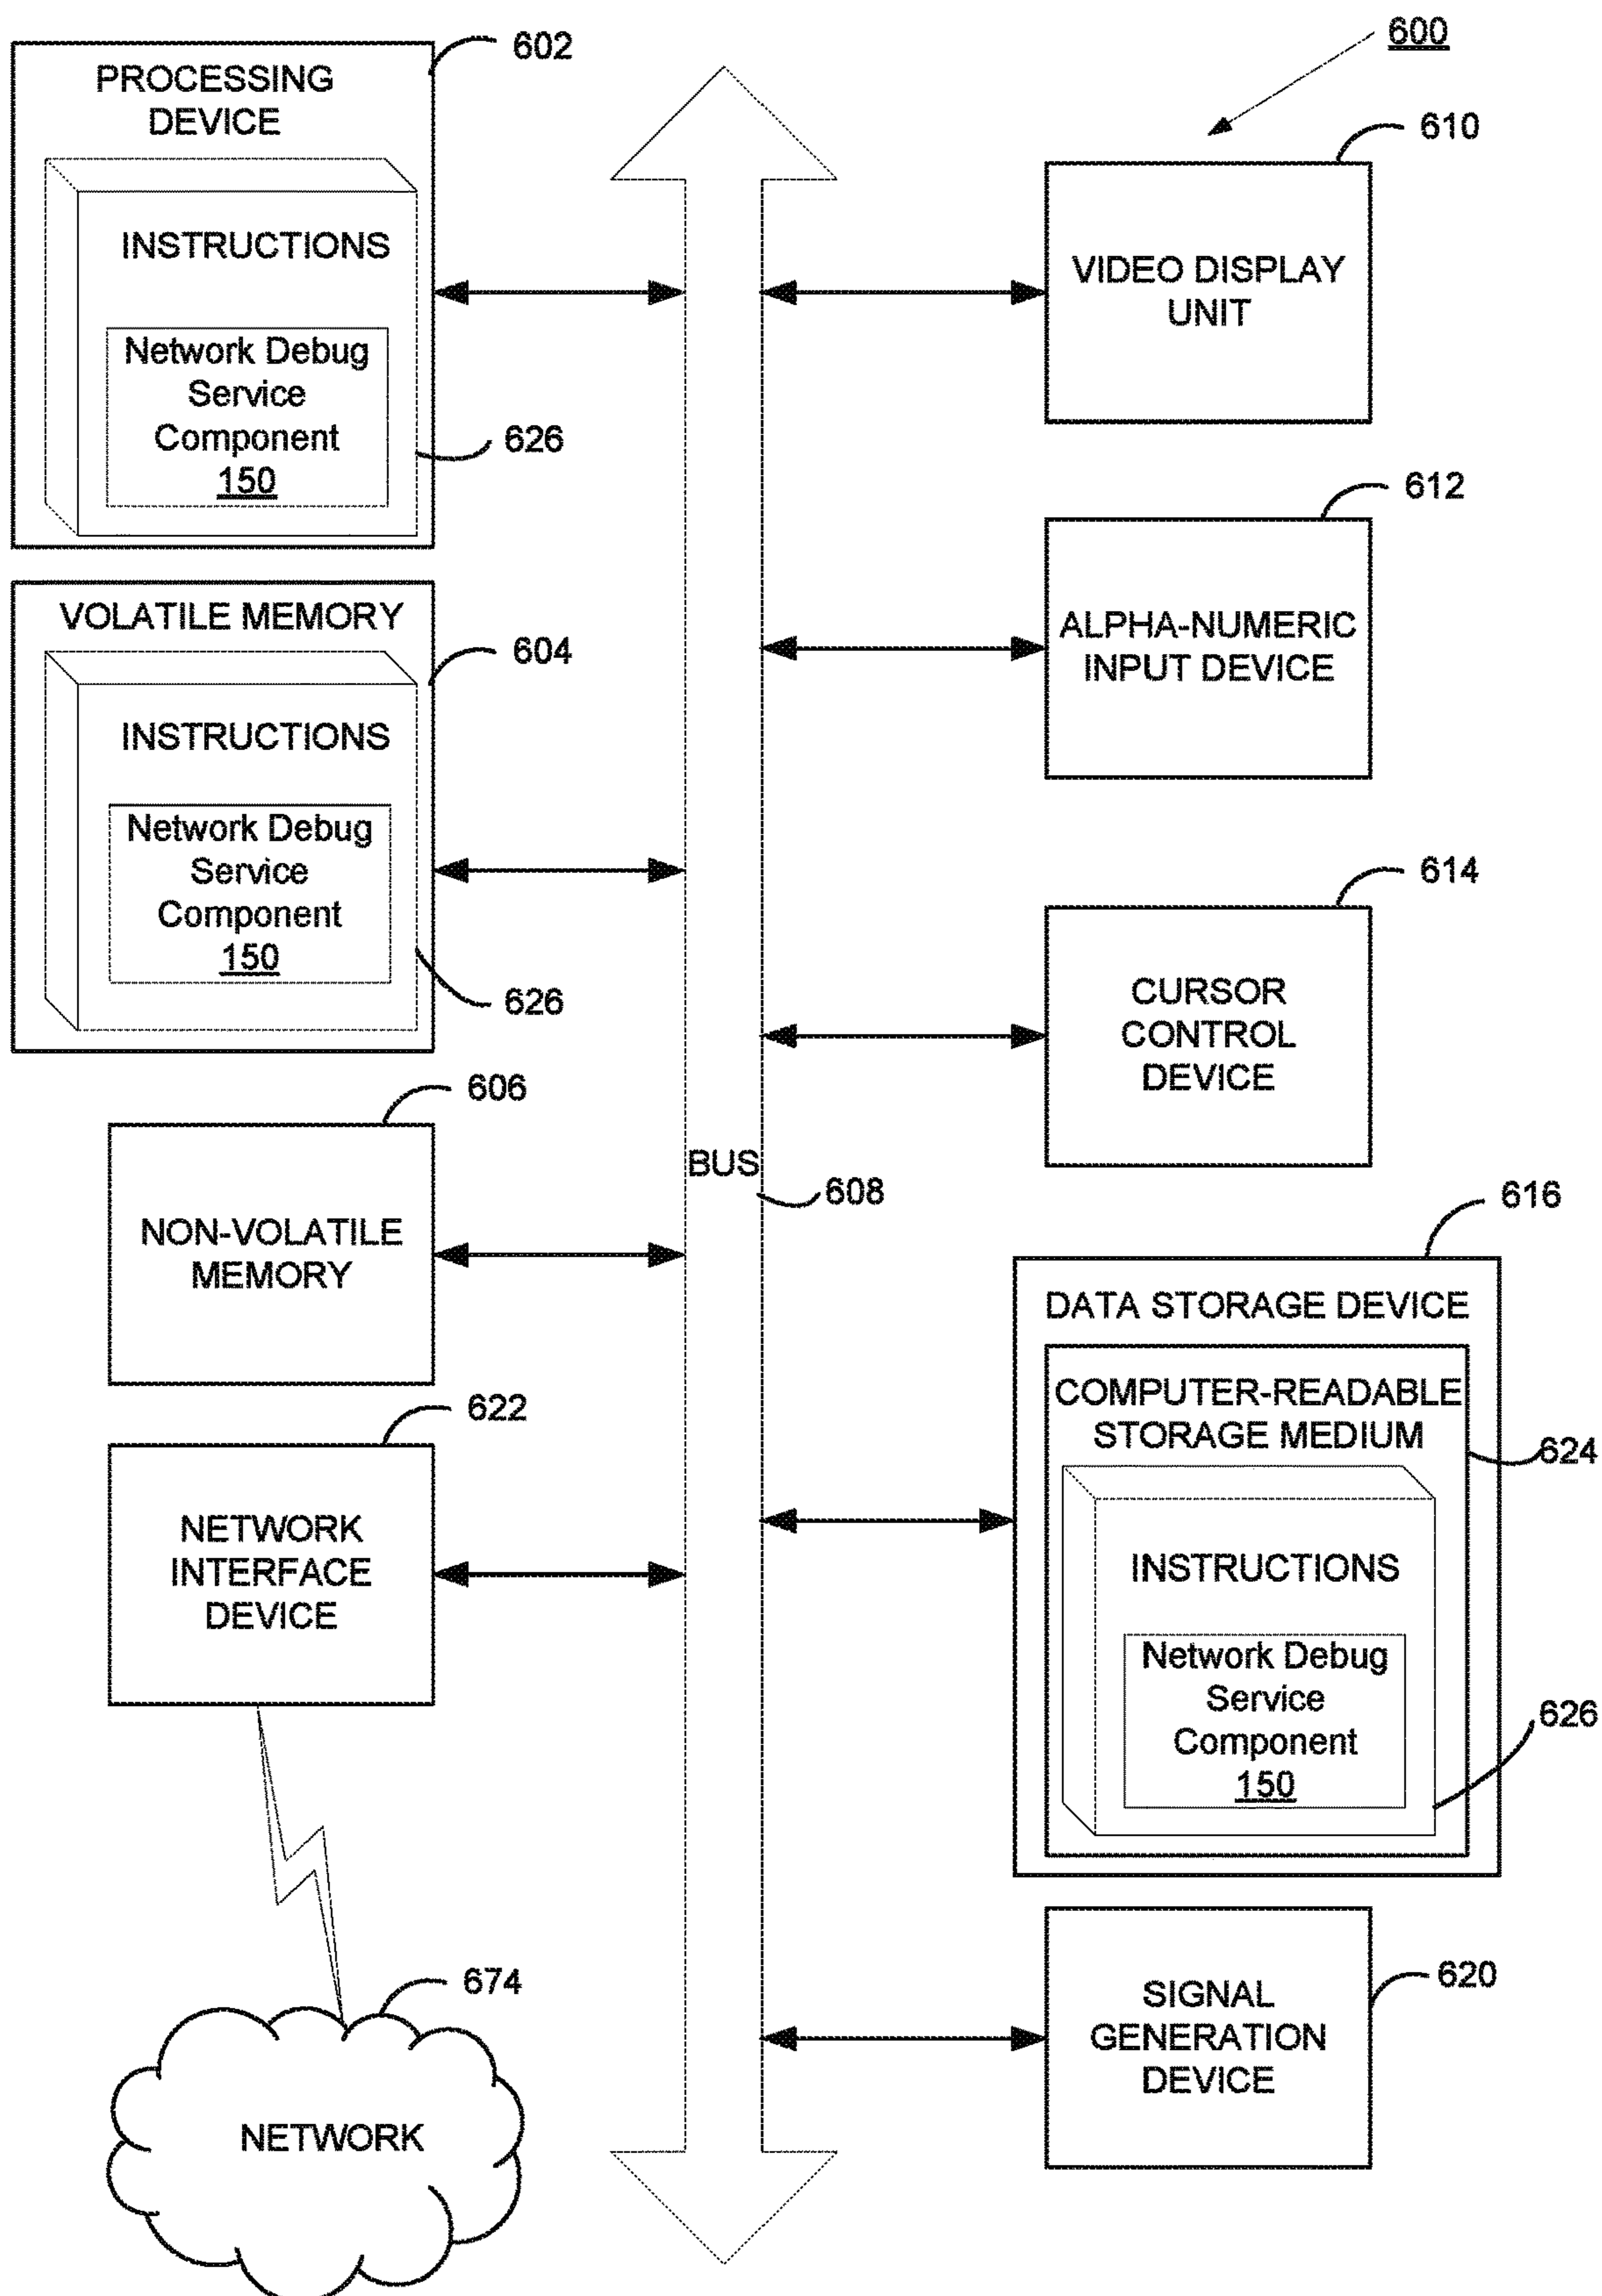 600
602
PROCESSING
DEVICE
INSTRUCTIONS
Network Debug
Service
Component
150
626
VOLATILE MEMORY
604
INSTRUCTIONS
Network Debug
Service
Component
150
626
606
NON-VOLATILE
MEMORY
622
NETWORK
INTERFACE
DEVICE
674
NETWORK
BUS
608
610
VIDEO DISPLAY
UNIT
612
ALPHA-NUMERIC
INPUT DEVICE
614
CURSOR
CONTROL
DEVICE
616
DATA STORAGE DEVICE
COMPUTER-READABLE
STORAGE MEDIUM
624
INSTRUCTIONS
Network Debug
Service
Component
150
626
620
SIGNAL
GENERATION
DEVICE